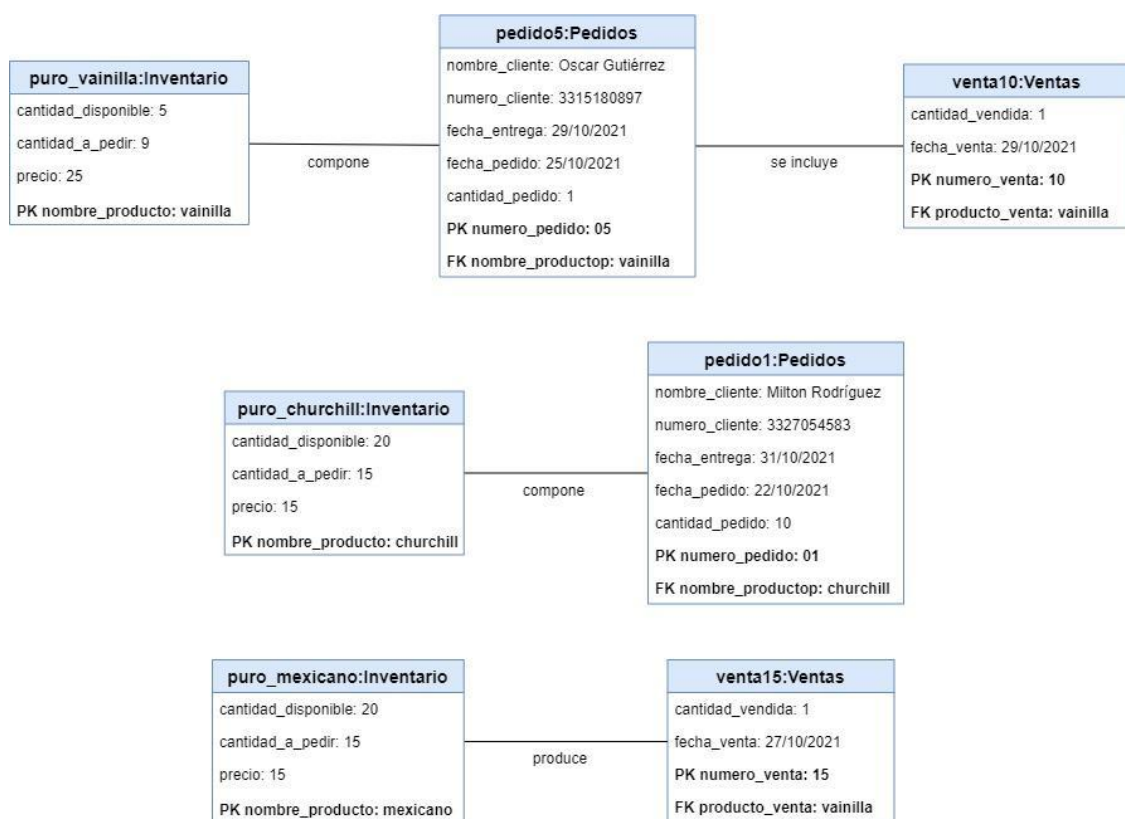 puro_vainilla:Inventario
cantidad_disponible: 5
cantidad_a_pedir: 9
precio: 25
PK nombre_producto: vainilla
compone
pedido5:Pedidos
nombre_cliente: Oscar Gutiérrez
numero_cliente: 3315180897
fecha_entrega: 29/10/2021
fecha_pedido: 25/10/2021
cantidad_pedido: 1
PK numero_pedido: 05
FK nombre_productop: vainilla
se incluye
venta10:Ventas
cantidad_vendida: 1
fecha_venta: 29/10/2021
PK numero_venta: 10
FK producto_venta: vainilla
puro_churchill:Inventario
cantidad_disponible: 20
cantidad_a_pedir: 15
precio: 15
PK nombre_producto: churchill
compone
pedido1:Pedidos
nombre_cliente: Milton Rodríguez
numero_cliente: 3327054583
fecha_entrega: 31/10/2021
fecha_pedido: 22/10/2021
cantidad_pedido: 10
PK numero_pedido: 01
FK nombre_productop: churchill
puro_mexicano:Inventario
cantidad_disponible: 20
cantidad_a_pedir: 15
precio: 15
PK nombre_producto: mexicano
produce
venta15:Ventas
cantidad_vendida: 1
fecha_venta: 27/10/2021
PK numero_venta: 15
FK producto_venta: vainilla